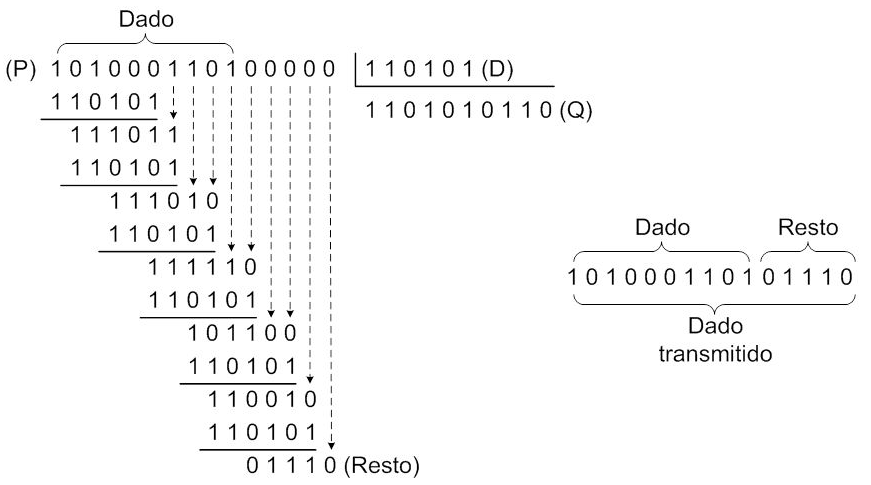 Dado
(P) 1 0 1 0 0 0 1 1 0 1 0 0 0 0 0 1 1 0 1 0 1 (D)
1 1 0 1 0 1
1 1 0 1 0 1 0 1 1 0 (Q)
1 1 1 0 1 1
1 1 0 1 0 1
1 1 1 0 1 0
1 1 0 1 0 1
1 1 1 1 1 0
1 1 0 1 0 1
1 0 1 1 0 0
1 1 0 1 0 1
1 1 0 0 1 0
1 1 0 1 0 1
0 1 1 1 0 (Resto)
Dado Resto
1 0 1 0 0 0 1 1 0 1 0 1 1 1 0
Dado
transmitido